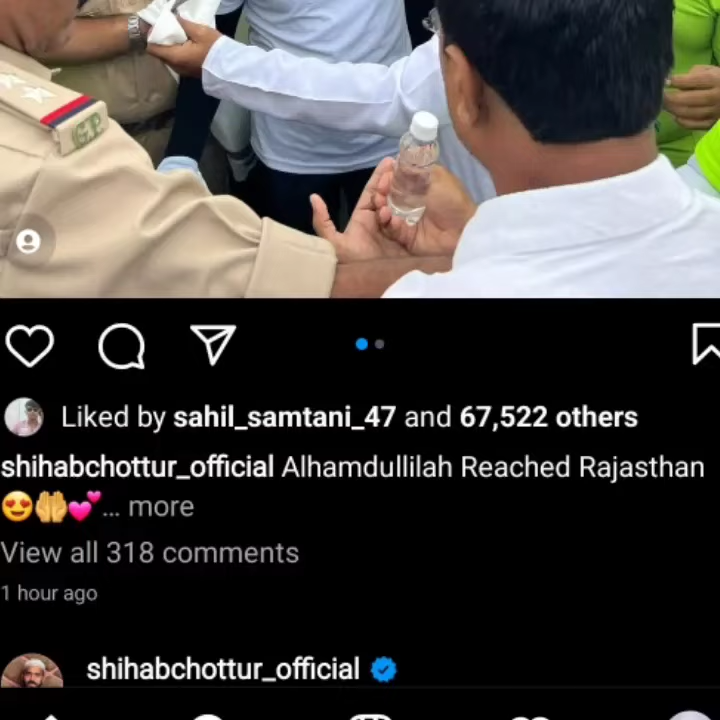 GP
Liked by sahil_samtani_47 and 67,522 others
shihabchottur_official Alhamdullilah Reached Rajasthan
😍🤲💕... more
View all 318 comments
1 hour ago
shihabchottur_official